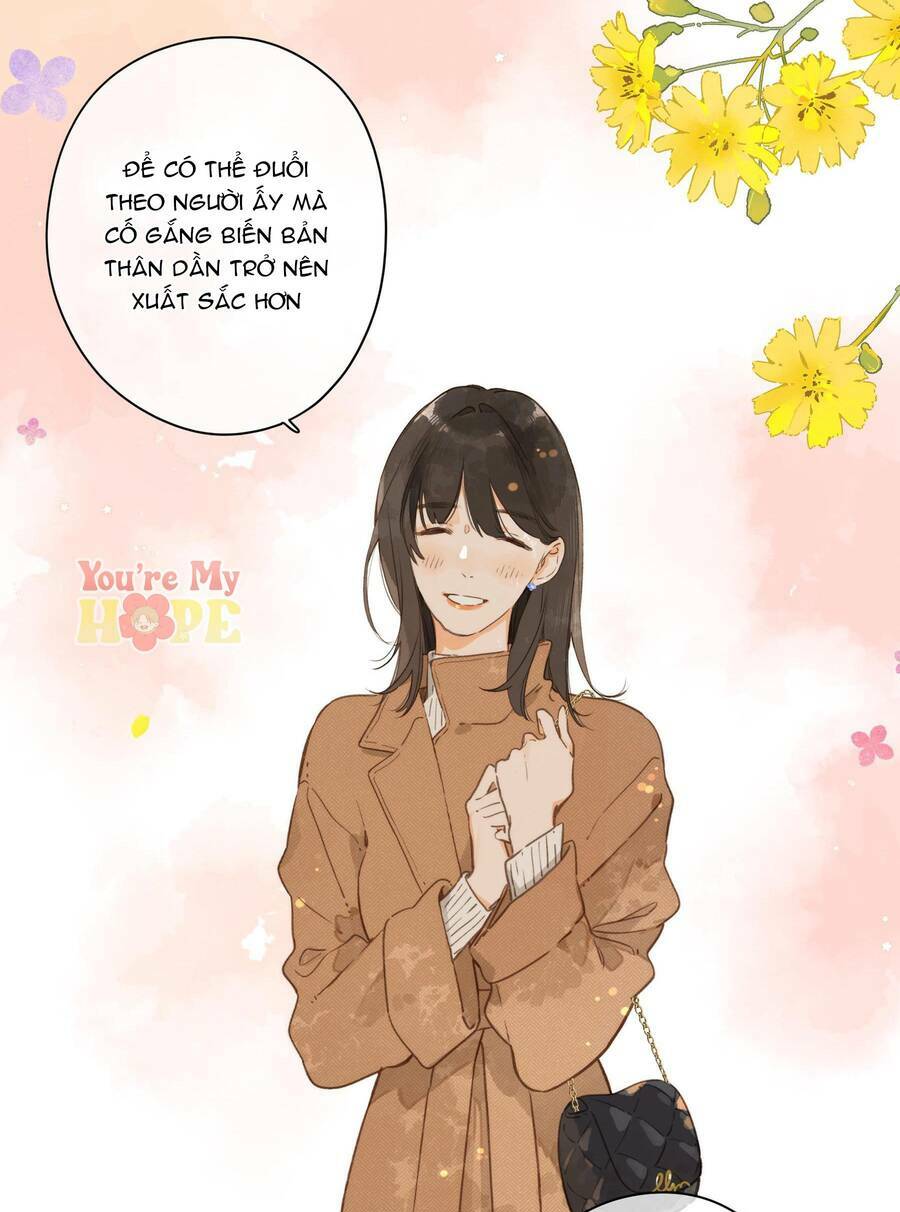 ĐỂ CÓ THỂ ĐUỔI
THEO NGƯỜI ẤY MÀ
CỐ GẮNG BIẾN BẢN
THÂN DẦN TRỞ NÊN
XUẤT SẮC HƠN
You're My
HOPE